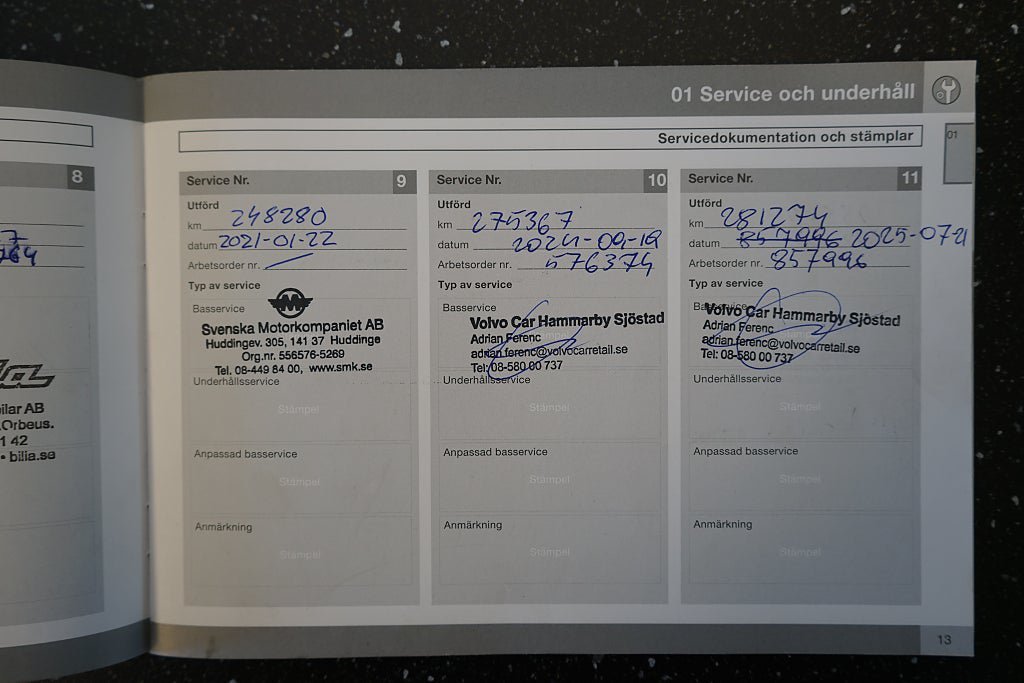 01 Service och underhåll
01
Servicedokumentation och stämplar
8
7
764
ilar AB
.Orbeus.
1 42
• bilia.se
Service Nr. 9
Utförd
km 248280
datum 2021-01-22
Arbetsorder nr.
Typ av service
Basservice
M
Svenska Motorkompaniet AB
Huddingev. 305, 141 37 Huddinge
Org.nr. 556576-5269
Tel. 08-449 84 00, www.smk.se
Underhållsservice
Stämpel
Anpassad basservice
Stämpel
Anmärkning
Stämpel
Service Nr. 10
Utförd
km 275367
datum 2024-09-19
Arbetsorder nr. 576374
Typ av service
Basservice
Volvo Car Hammarby Sjöstad
Adrian Ferenc
adrian.ferenc@volvocarretail.se
Tel: 08-580 00 737
Underhållsservice
Stämpel
Anpassad basservice
Stämpel
Anmärkning
Stämpel
Service Nr. 11
Utförd
km 281274
datum 857996 2025-07-21
Arbetsorder nr. 857996
Typ av service
Basservice
Volvo Car Hammarby Sjöstad
Adrian Ferenc
adrian.ferenc@volvocarretail.se
Tel: 08-580 00 737
Underhållsservice
Stämpel
Anpassad basservice
Stämpel
Anmärkning
Stämpel
13